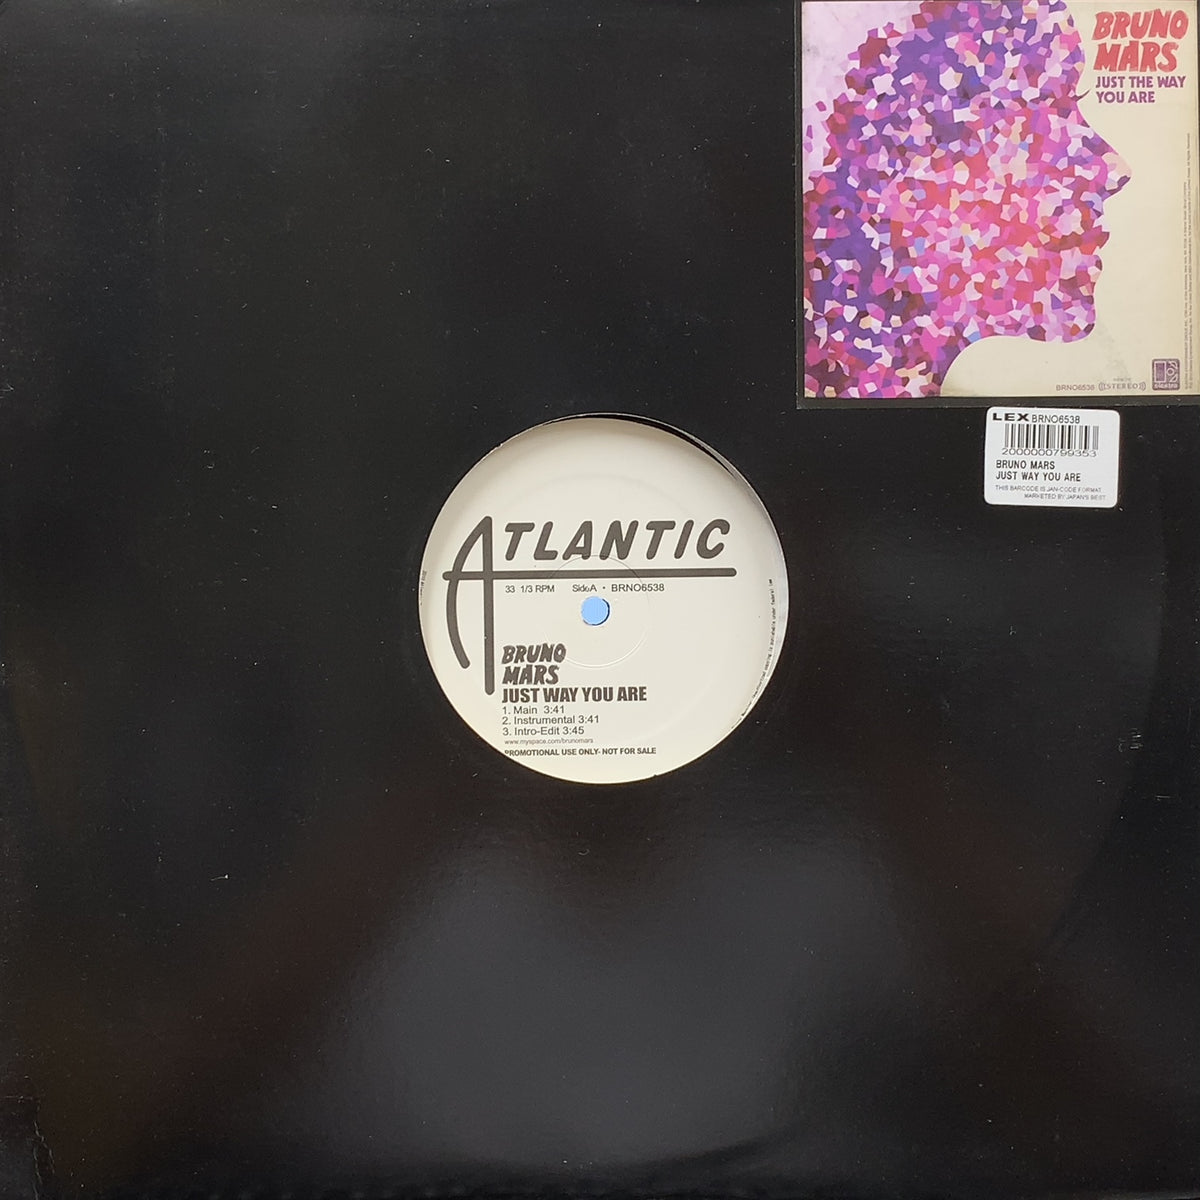 BRUNO
MARS
JUST THE WAY
YOU ARE
BRNO6538
STEREO
LEX BRNO6538
2000000799353
BRUNO MARS
JUST WAY YOU ARE
THIS BARCODE IS JAN-CODE FORMAT
MARKETED BY JAPAN'S BEST
ATLANTIC
33 1/3 RPM SideA • BRNO6538
BRUNO
MARS
JUST WAY YOU ARE
1. Main 3:41
2. Instrumental 3:41
3. Intro-Edit 3:45
www.myspace.com/brunomars
PROMOTIONAL USE ONLY- NOT FOR SALE